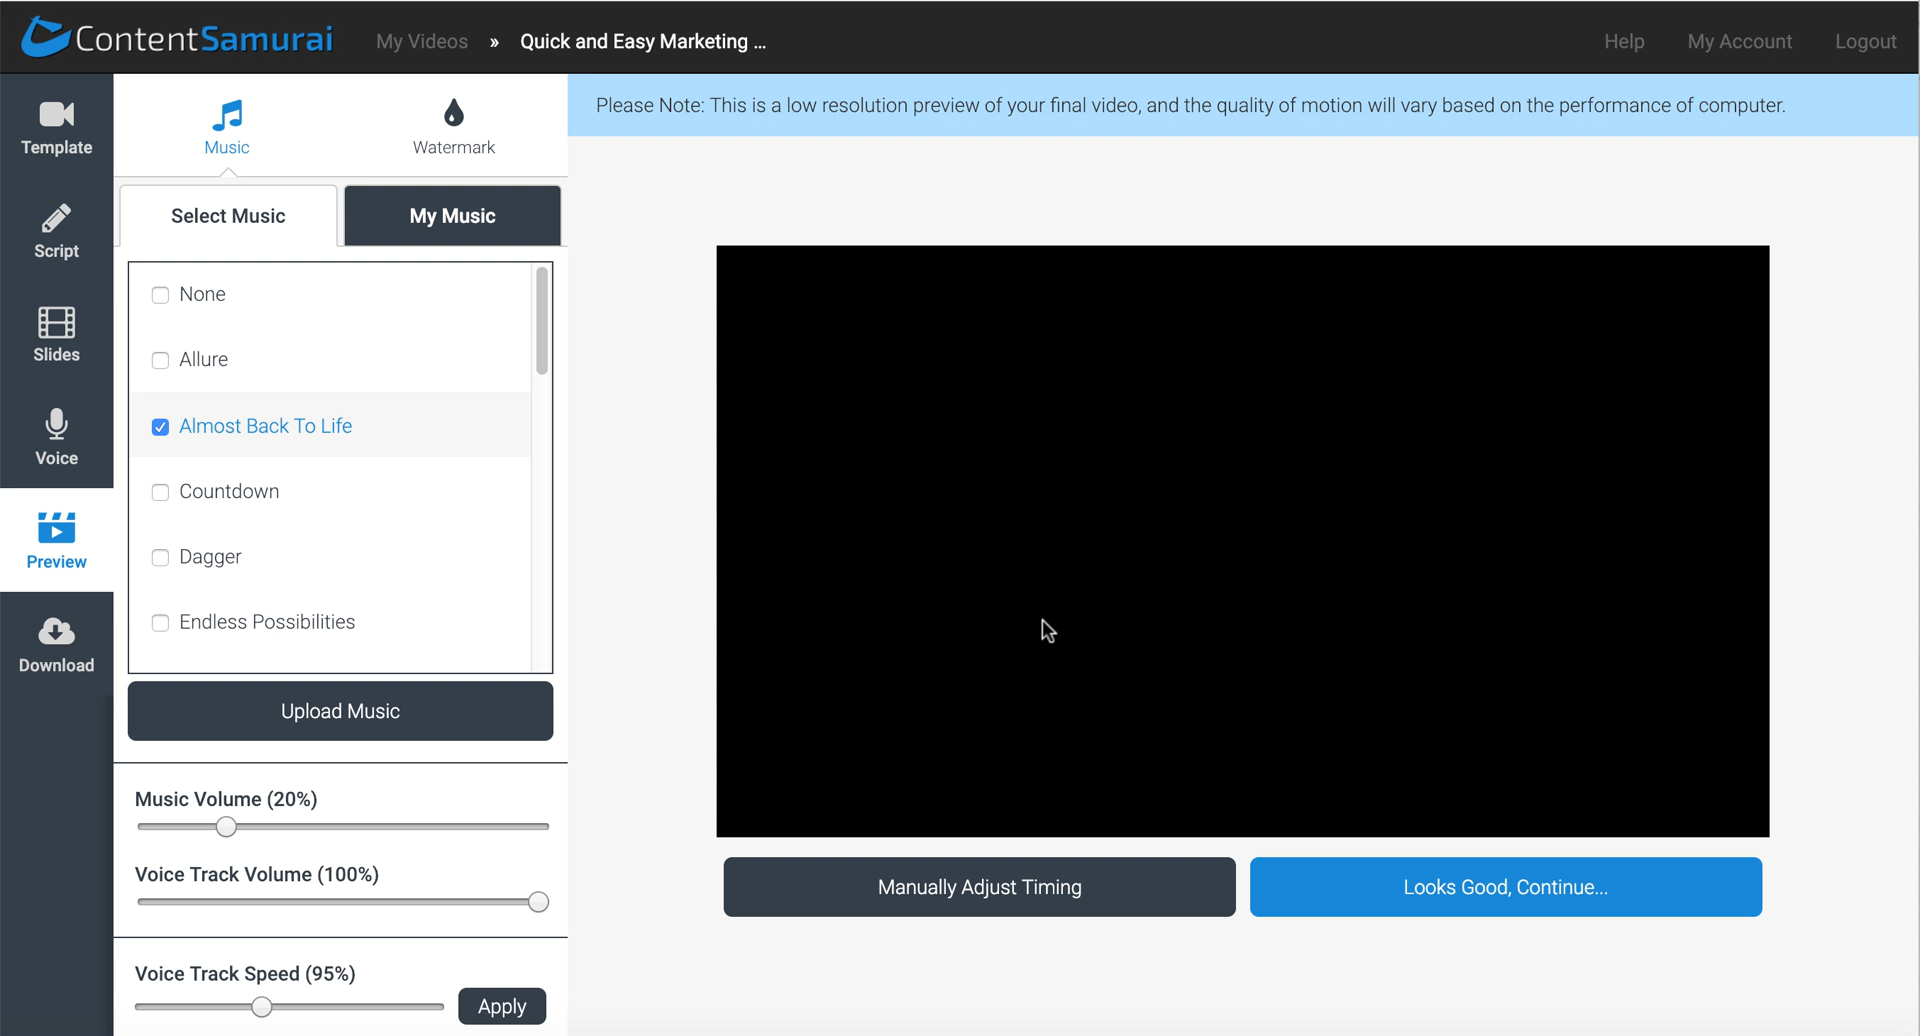 ContentSamurai My Videos » Quick and Easy Marketing ... Help My Account Logout
Template
Script
Slides
Voice
Preview
Download
Music Watermark
Select Music My Music
None
Allure
Almost Back To Life
Countdown
Dagger
Endless Possibilities
Upload Music
Music Volume (20%)
Voice Track Volume (100%)
Voice Track Speed (95%)
Apply
Please Note: This is a low resolution preview of your final video, and the quality of motion will vary based on the performance of computer.
Manually Adjust Timing Looks Good, Continue...